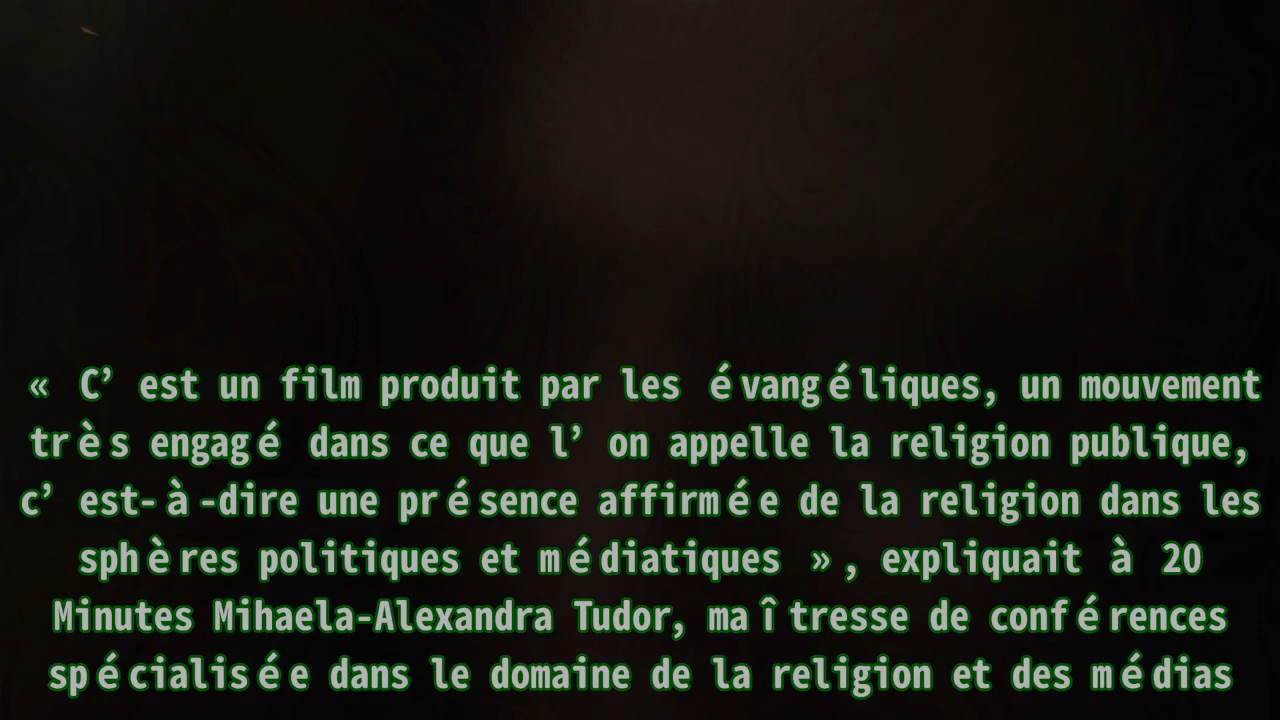 « C’ est un film produit par les évangéliques, un mouvement
très engagé dans ce que l’ on appelle la religion publique,
c’ est-à-dire une présence affirmée de la religion dans les
sphères politiques et médiatiques », expliquait à 20
Minutes Mihaela-Alexandra Tudor, maîtresse de conférences
spécialisée dans le domaine de la religion et des médias